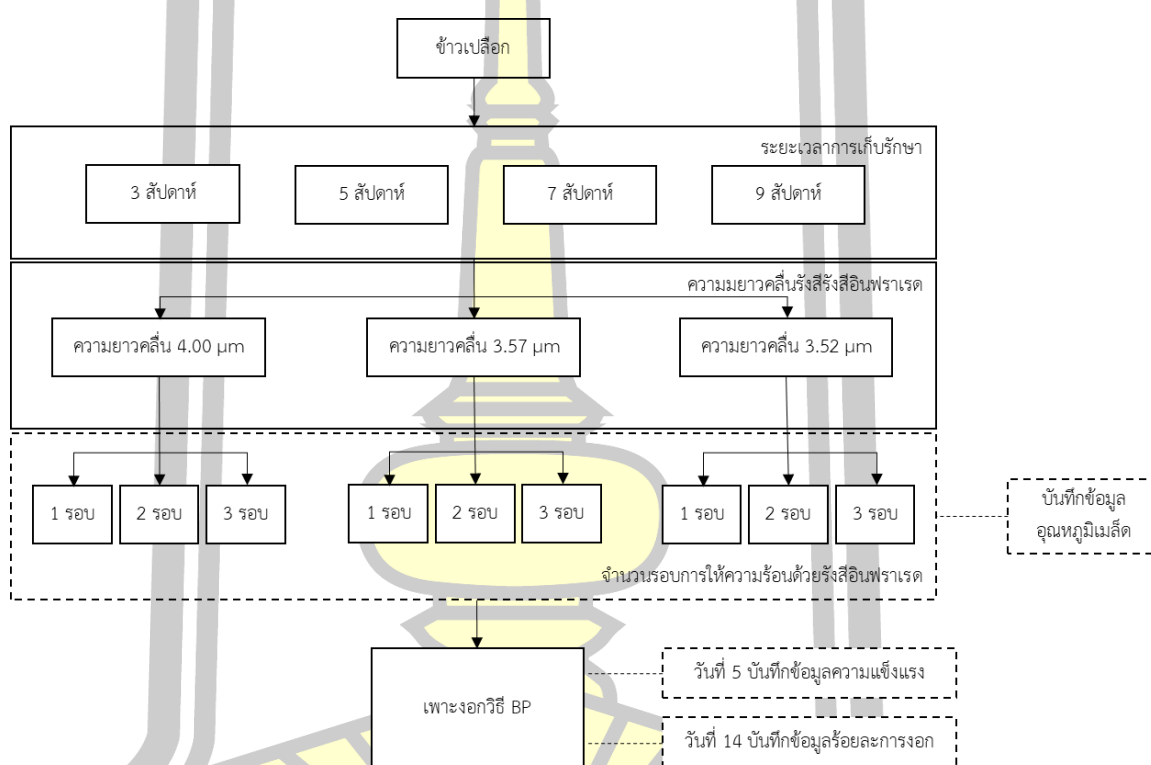 ข้าวเปลือก
ระยะเวลาการเก็บรักษา
3 สัปดาห์
5 สัปดาห์
7 สัปดาห์
9 สัปดาห์
ความมยาวคลื่นรังสีรังสีอินฟราเรด
ความยาวคลื่น 4.00 μm
ความยาวคลื่น 3.57 μm
ความยาวคลื่น 3.52 μm
1 รอบ
2 รอบ
3 รอบ
1 รอบ
2 รอบ
3 รอบ
1 รอบ
2 รอบ
3 รอบ
บันทึกข้อมูล
อุณหภูมิเมล็ด
จำนวนรอบการให้ความร้อนด้วยรังสีอินฟราเรด
เพาะงอกวิธี BP
วันที่ 5 บันทึกข้อมูลความแข็งแรง
วันที่ 14 บันทึกข้อมูลร้อยละการงอก